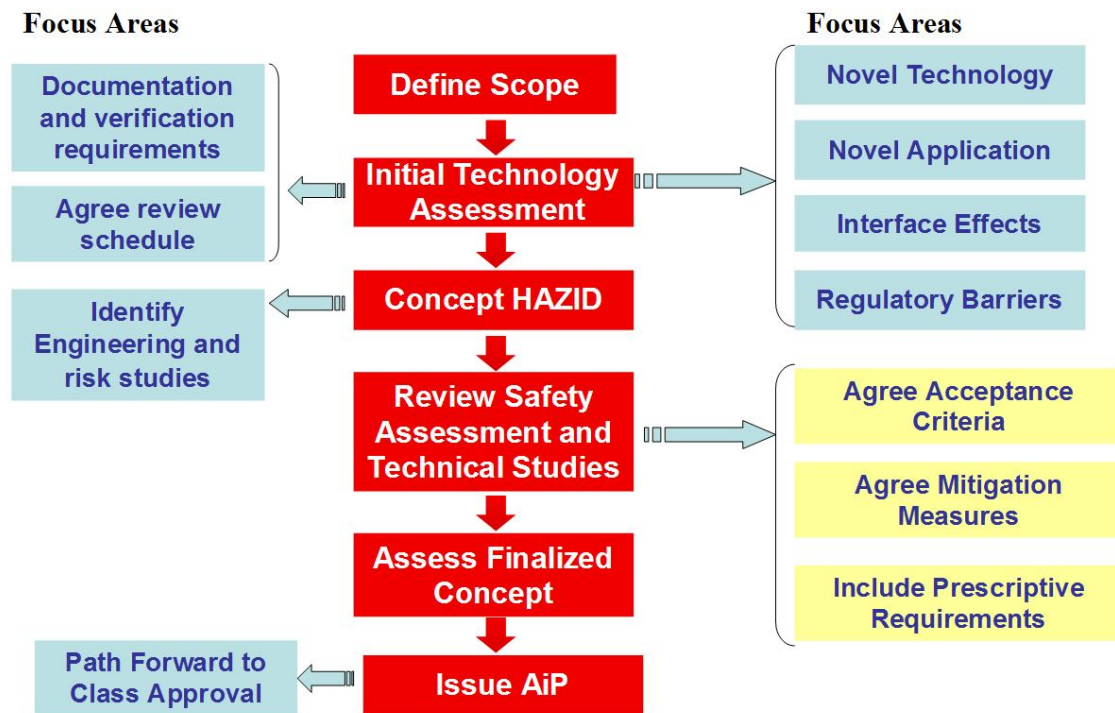 Focus Areas
Documentation
and verification
requirements
Agree review
schedule
Identify
Engineering and
risk studies
Path Forward to
Class Approval
Define Scope
Initial Technology
Assessment
Concept HAZID
Review Safety
Assessment and
Technical Studies
Assess Finalized
Concept
Issue AiP
Focus Areas
Novel Technology
Novel Application
Interface Effects
Regulatory Barriers
Agree Acceptance
Criteria
Agree Mitigation
Measures
Include Prescriptive
Requirements